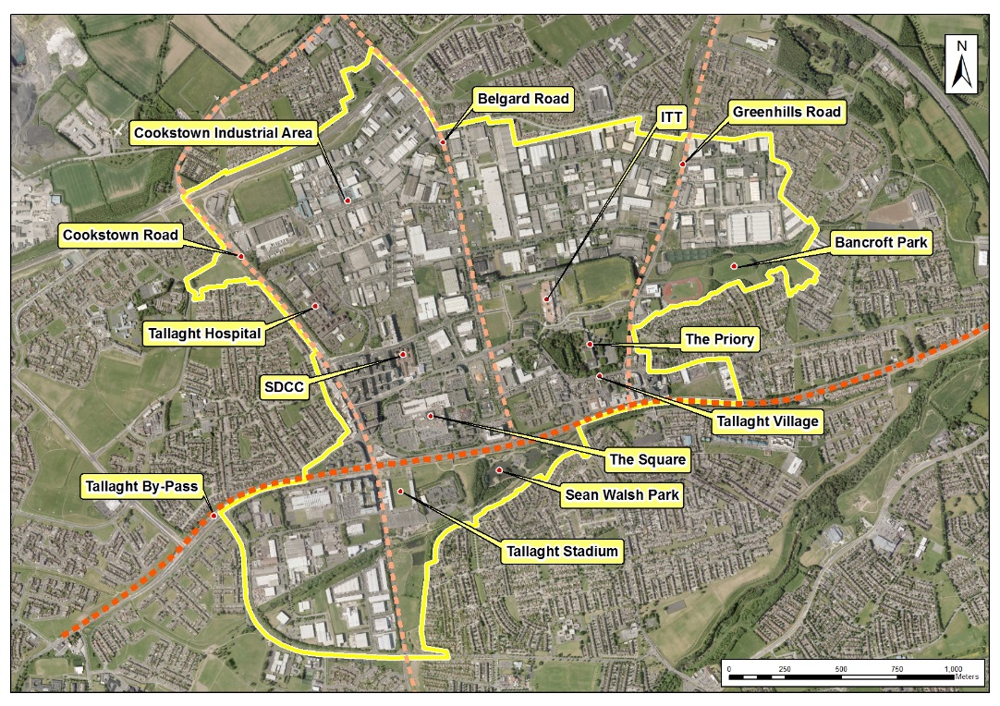 N
Belgard Road
ITT
Greenhills Road
Cookstown Industrial Area
Cookstown Road
Bancroft Park
Tallaght Hospital
The Priory
SDCC
Tallaght Village
The Square
Tallaght By-Pass
Sean Walsh Park
Tallaght Stadium
0 250 500 750 1,000
Meters